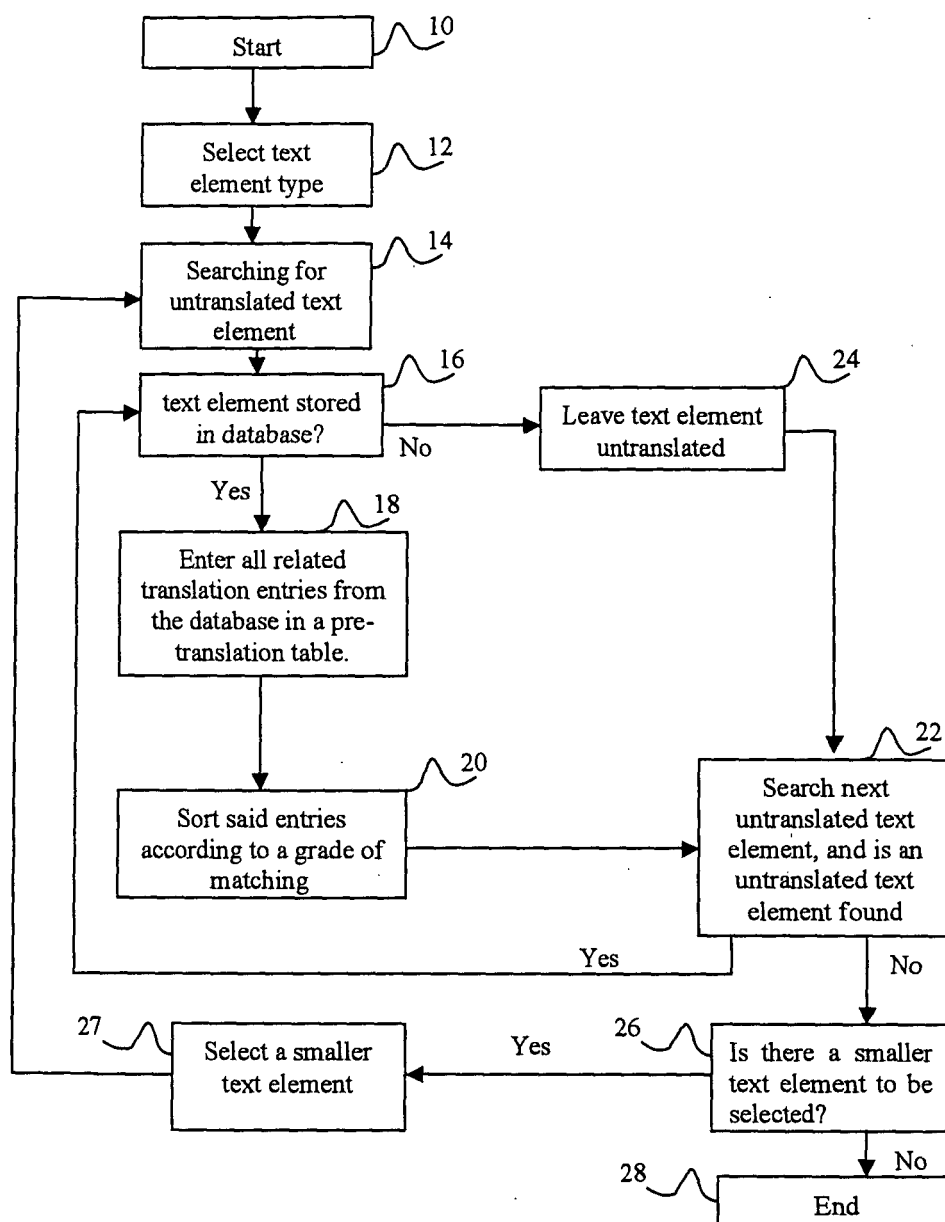 10
Start
12
Select text
element type
14
Searching for
untranslated text
element
16
text element stored
in database?
No
Yes
24
Leave text element
untranslated
18
Enter all related
translation entries from
the database in a pre-
translation table.
20
Sort said entries
according to a grade of
matching
22
Search next
untranslated text
element, and is an
untranslated text
element found
Yes
No
27
Select a smaller
text element
Yes
26
Is there a smaller
text element to be
selected?
No
28
End